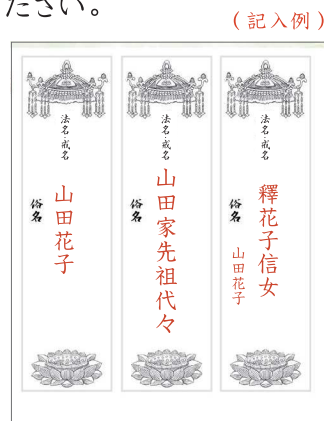 ださい。
(記入例)
法名・戒名
釋花子信女
俗名
山田花子
法名・戒名
山田家先祖代々
俗名
法名・戒名
山田花子
俗名